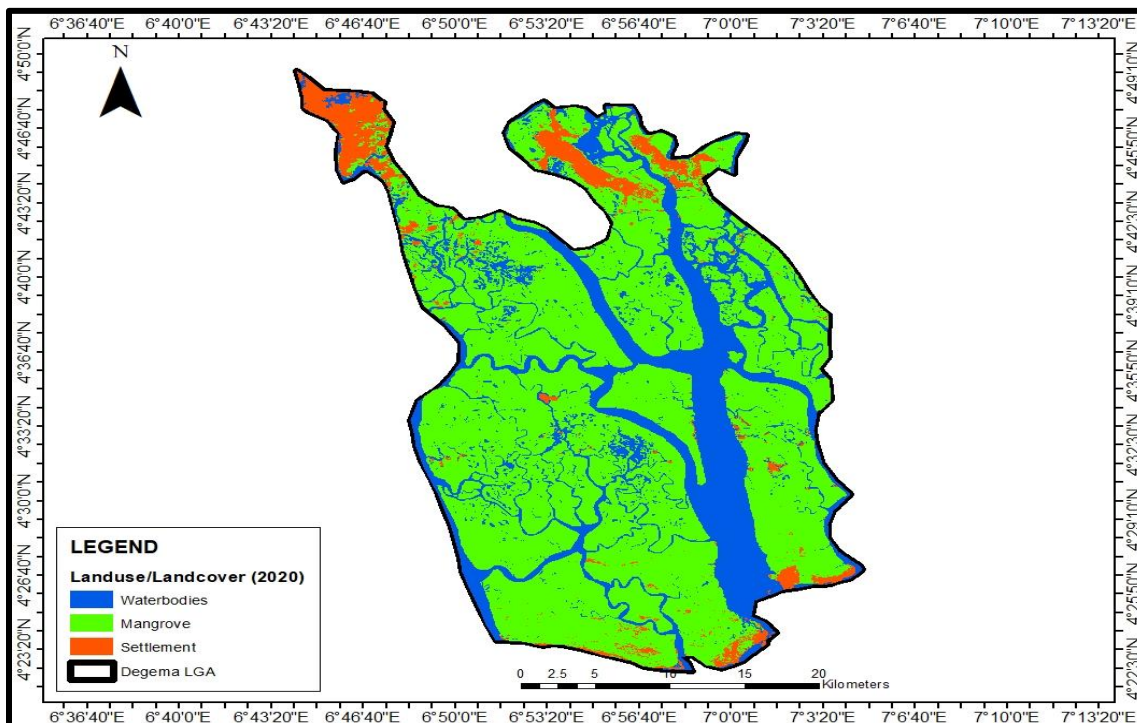 6°36'40"E 6°40'0"E 6°43'20"E 6°46'40"E 6°50'0"E 6°53'20"E 6°56'40"E 7°0'0"E 7°3'20"E 7°6'40"E 7°10'0"E 7°13'20"E
N
4°50'0"N
4°46'40"N
4°43'20"N
4°40'0"N
4°36'40"N
4°33'20"N
4°30'0"N
4°26'40"N
4°23'20"N
4°49'10"N
4°45'50"N
4°42'30"N
4°39'10"N
4°35'50"N
4°32'30"N
4°29'10"N
4°25'50"N
4°22'30"N
LEGEND
Landuse/Landcover (2020)
Waterbodies
Mangrove
Settlement
Degema LGA
0 2.5 5 10 15 20
Kilometers
6°36'40"E 6°40'0"E 6°43'20"E 6°46'40"E 6°50'0"E 6°53'20"E 6°56'40"E 7°0'0"E 7°3'20"E 7°6'40"E 7°10'0"E 7°13'20"E